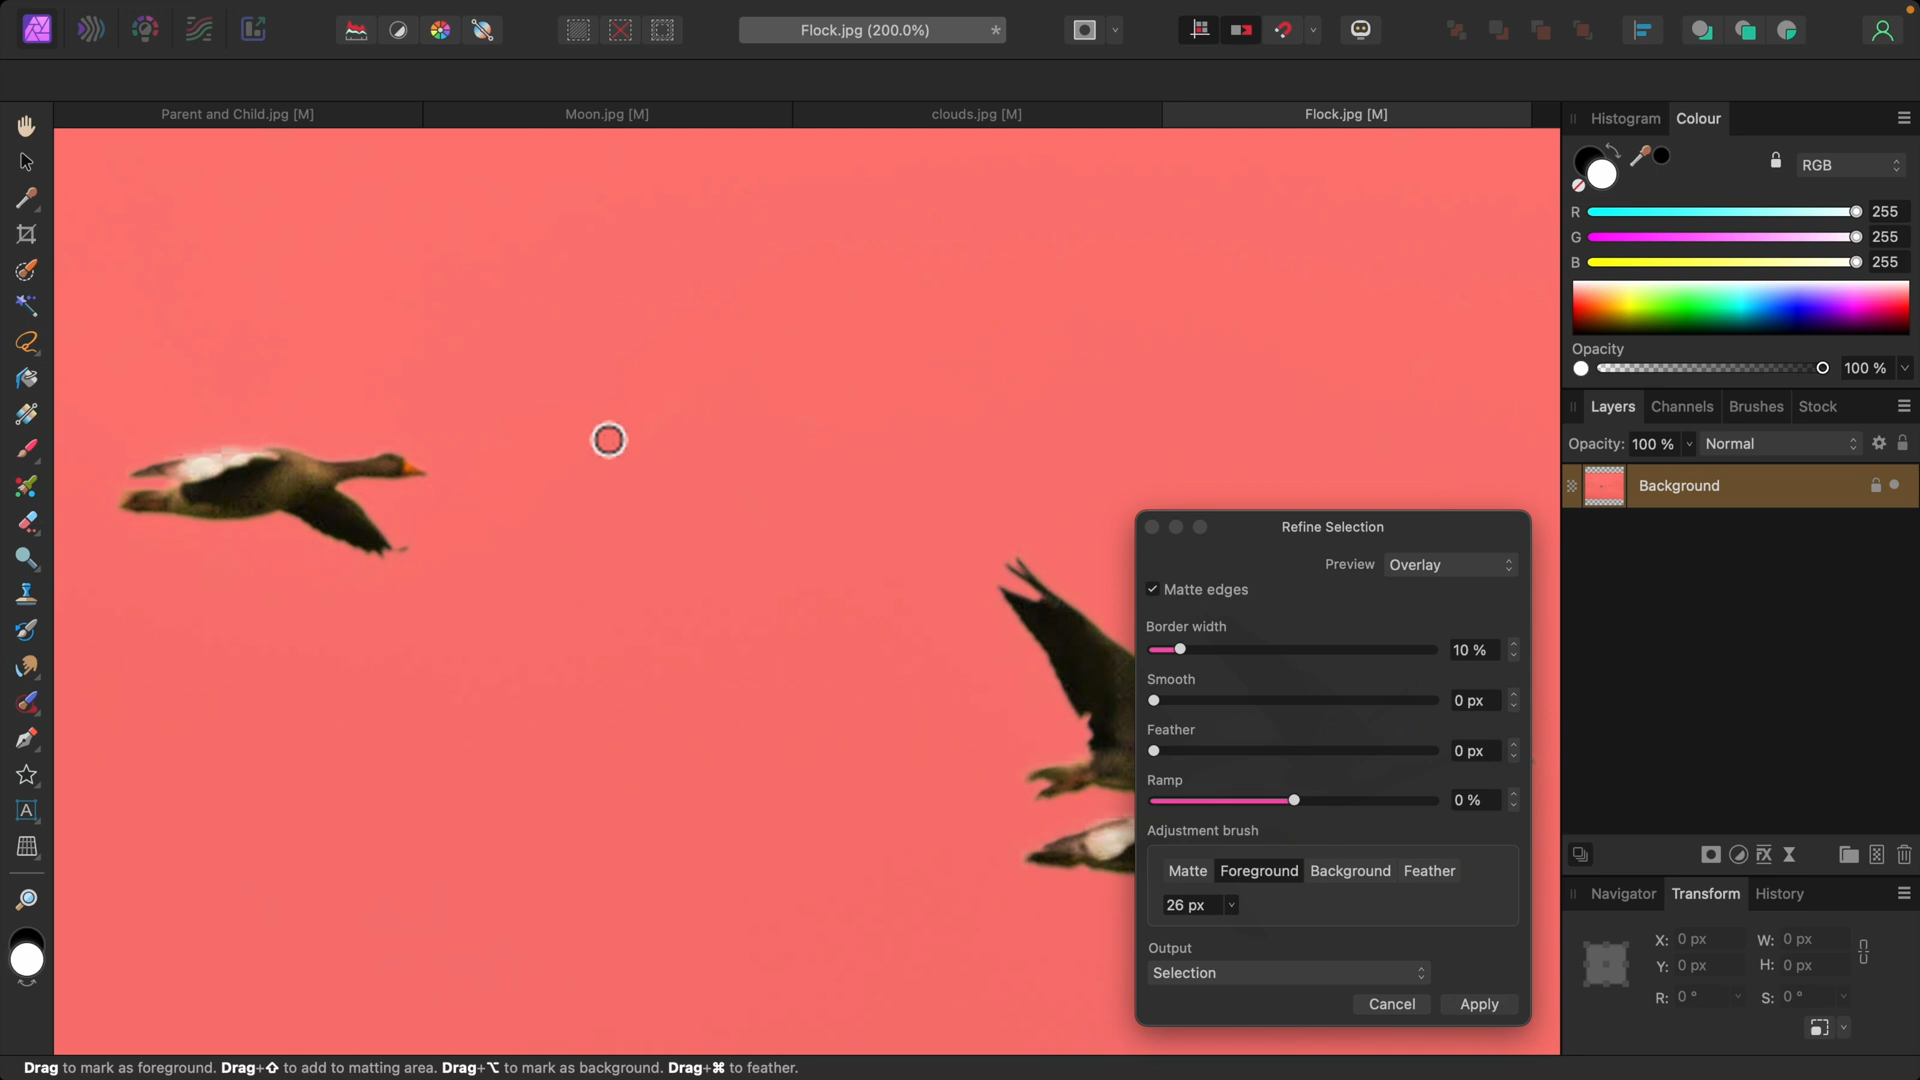 Flock.jpg (200.0%) *
Parent and Child.jpg [M]
Moon.jpg [M]
clouds.jpg [M]
Flock.jpg [M]
Histogram
Colour
RGB
R 255
G 255
B 255
Opacity
100 %
Layers Channels Brushes Stock
Opacity: 100 % Normal
Background
Refine Selection
Preview Overlay
Matte edges
Border width
10 %
Smooth
0 px
Feather
0 px
Ramp
0 %
Adjustment brush
Matte Foreground Background Feather
26 px
Output
Selection
Cancel Apply
Navigator Transform History
X: 0 px W: 0 px
Y: 0 px H: 0 px
R: 0 ° S: 0 °
A
FX
Drag to mark as foreground. Drag+⇧ to add to matting area. Drag+⌥ to mark as background. Drag+⌘ to feather.